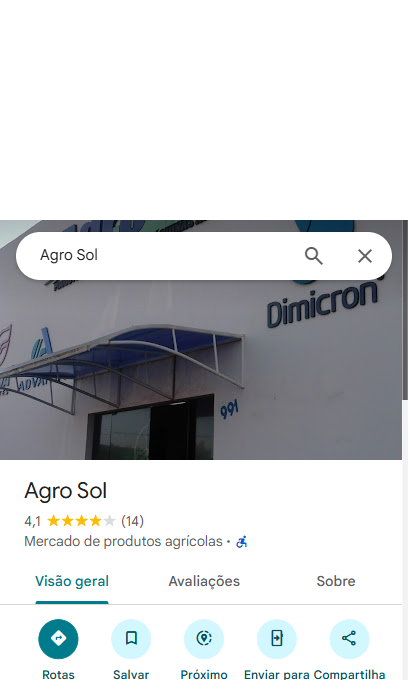 Agro Sol
Dimicron
ADVA
991
Agro Sol
4,1 (14)
Mercado de produtos agrícolas ·
Visão geral Avaliações Sobre
Rotas Salvar Próximo Enviar para Compartilha